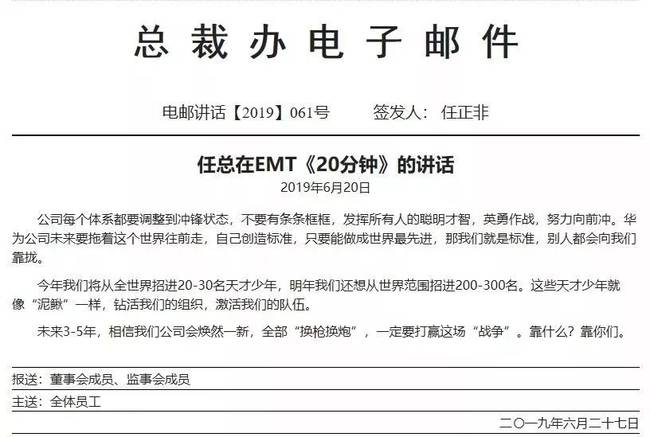 总裁办电子邮件
电邮讲话【2019】061号 签发人： 任正非
任总在EMT《20分钟》的讲话
2019年6月20日
公司每个体系都要调整到冲锋状态，不要有条条框框，发挥所有人的聪明才智，英勇作战，努力向前冲。华
为公司未来要拖着这个世界往前走，自己创造标准，只要能做成世界最先进，那我们就是标准，别人都会向我们
靠拢。
今年我们将从全世界招进20-30名天才少年，明年我们还想从世界范围招进200-300名。这些天才少年就
像“泥鳅”一样，钻活我们的组织，激活我们的队伍。
未来3-5年，相信我们公司会焕然一新，全部“换枪换炮”，一定要打赢这场“战争”。靠什么？靠你们。
报送：董事会成员、监事会成员
主送：全体员工
二〇一九年六月二十七日